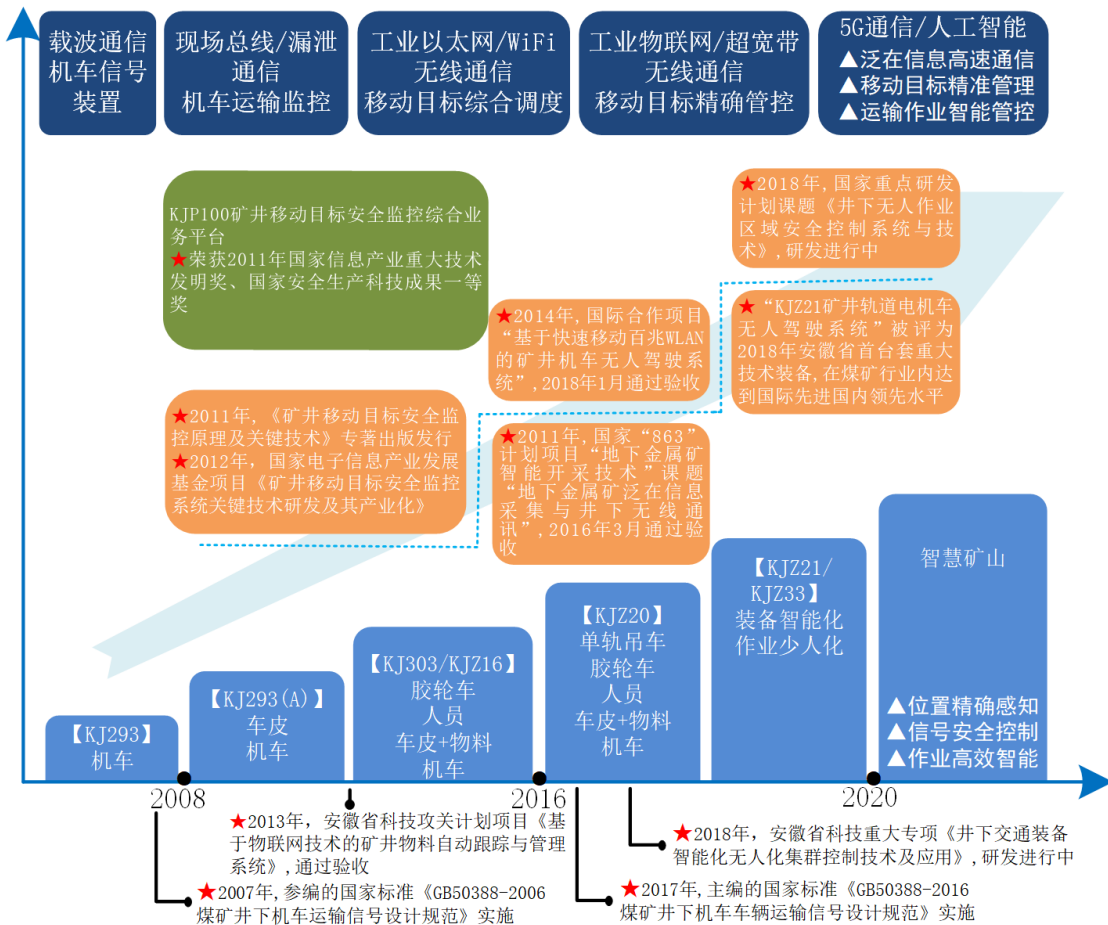 载波通信
机车信号
装置
现场总线/漏泄
通信
机车运输监控
工业以太网/WiFi
无线通信
移动目标综合调度
工业物联网/超宽带
无线通信
移动目标精确管控
5G通信/人工智能
▲泛在信息高速通信
▲移动目标精准管理
▲运输作业智能管控
KJP100矿井移动目标安全监控综合业
务平台
★荣获2011年国家信息产业重大技术
发明奖、国家安全生产科技成果一等
奖
★2018年,国家重点研发
计划课题《井下无人作业
区域安全控制系统与技
术》,研发进行中
★2014年,国际合作项目
“基于快速移动百兆WLAN
的矿井机车无人驾驶系
统”,2018年1月通过验收
★“KJZ21矿井轨道电机车
无人驾驶系统”被评为
2018年安徽省首台套重大
技术装备,在煤矿行业内达
到国际先进国内领先水平
★2011年,《矿井移动目标安全监
控原理及关键技术》专著出版发行
★2012年，国家电子信息产业发展
基金项目《矿井移动目标安全监控
系统关键技术研发及其产业化》
★2011年,国家“863”
计划项目“地下金属矿
智能开采技术”课题
“地下金属矿泛在信息
采集与井下无线通
讯”,2016年3月通过验
收
【KJ293】
机车
【KJ293(A)】
车皮
机车
【KJ303/KJZ16】
胶轮车
人员
车皮+物料
机车
【KJZ20】
单轨吊车
胶轮车
人员
车皮+物料
机车
【KJZ21/
KJZ33】
装备智能化
作业少人化
智慧矿山
▲位置精确感知
▲信号安全控制
▲作业高效智能
2008
2016
2020
★2013年，安徽省科技攻关计划项目《基
于物联网技术的矿井物料自动跟踪与管理
系统》,通过验收
★2007年,参编的国家标准《GB50388-2006
煤矿井下机车运输信号设计规范》实施
★2018年，安徽省科技重大专项《井下交通装备
智能化无人化集群控制技术及应用》,研发进行中
★2017年,主编的国家标准《GB50388-2016
煤矿井下机车车辆运输信号设计规范》实施